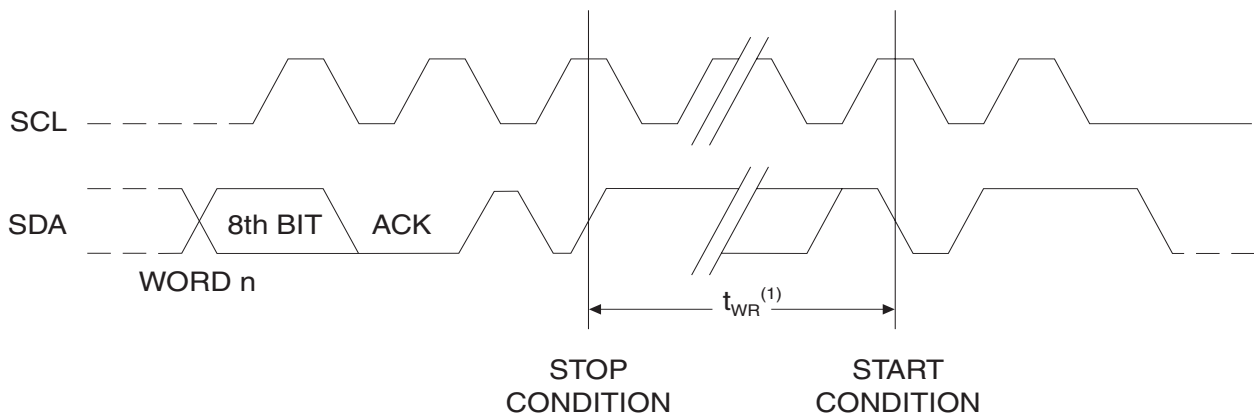 SCL
SDA
8th BIT
ACK
WORD n
tWR(1)
STOP
CONDITION
START
CONDITION